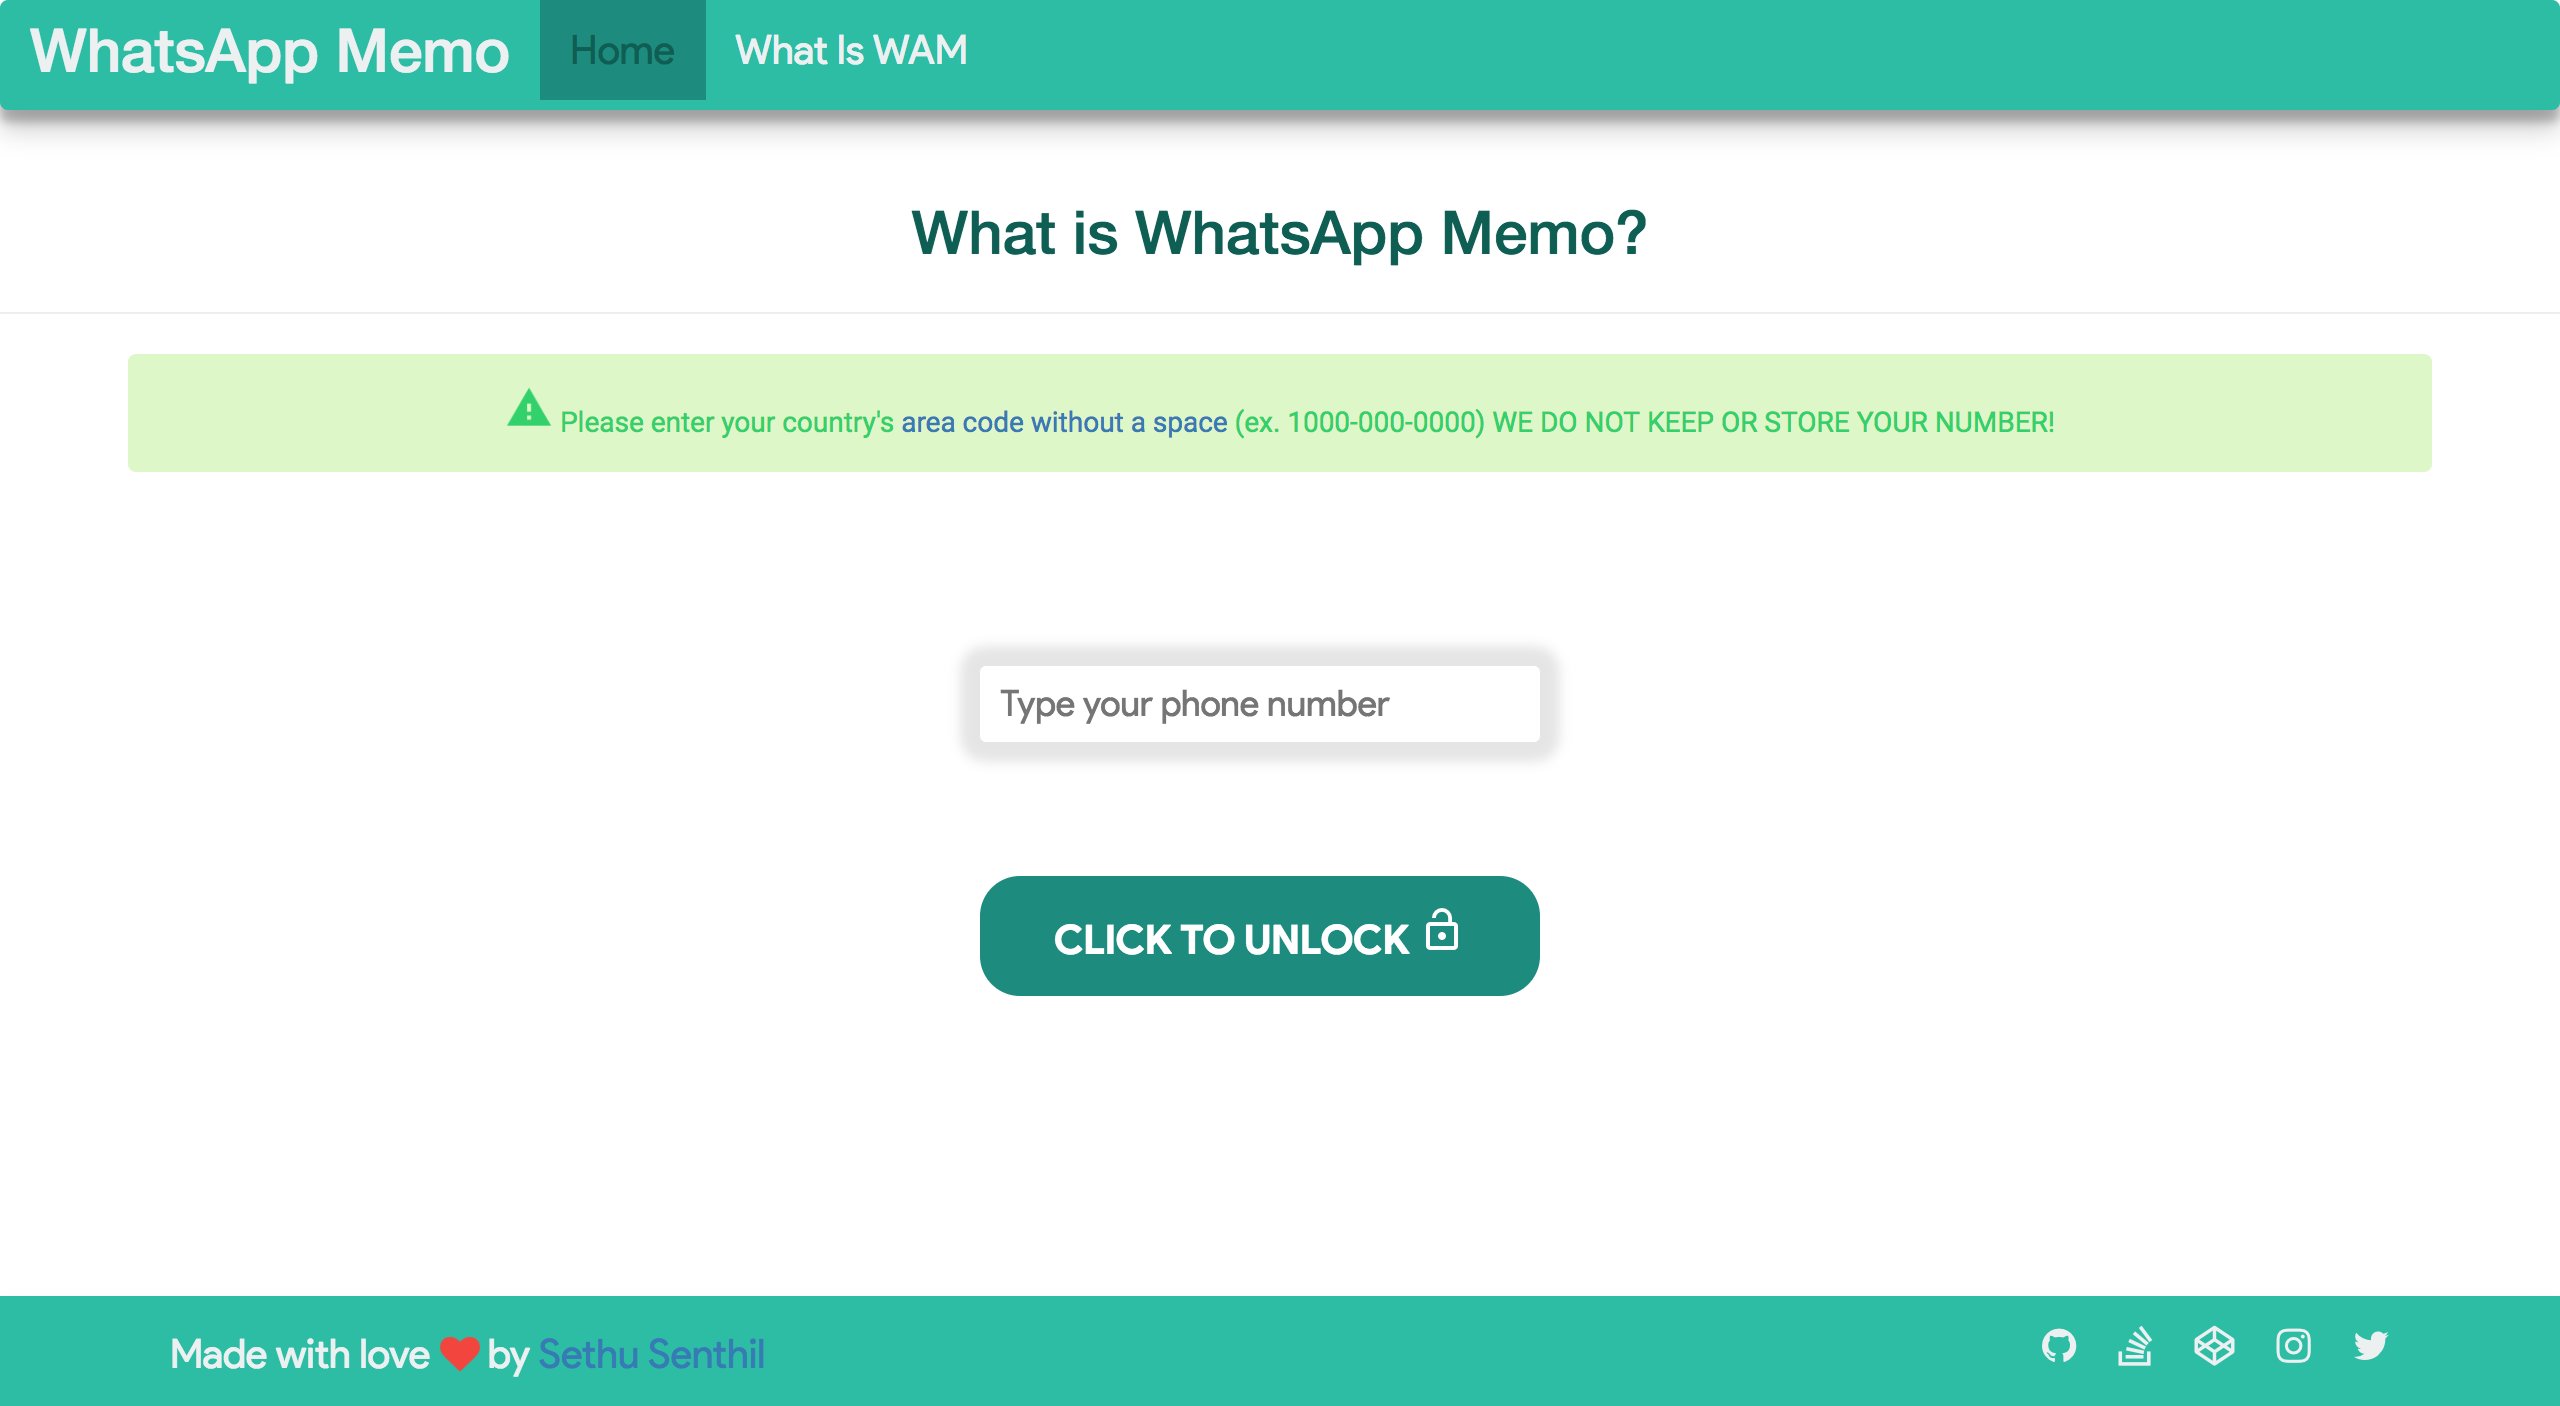 WhatsApp Memo Home What Is WAM
What is WhatsApp Memo?
Please enter your country's area code without a space (ex. 1000-000-0000) WE DO NOT KEEP OR STORE YOUR NUMBER!
Type your phone number
CLICK TO UNLOCK
Made with love ❤ by Sethu Senthil